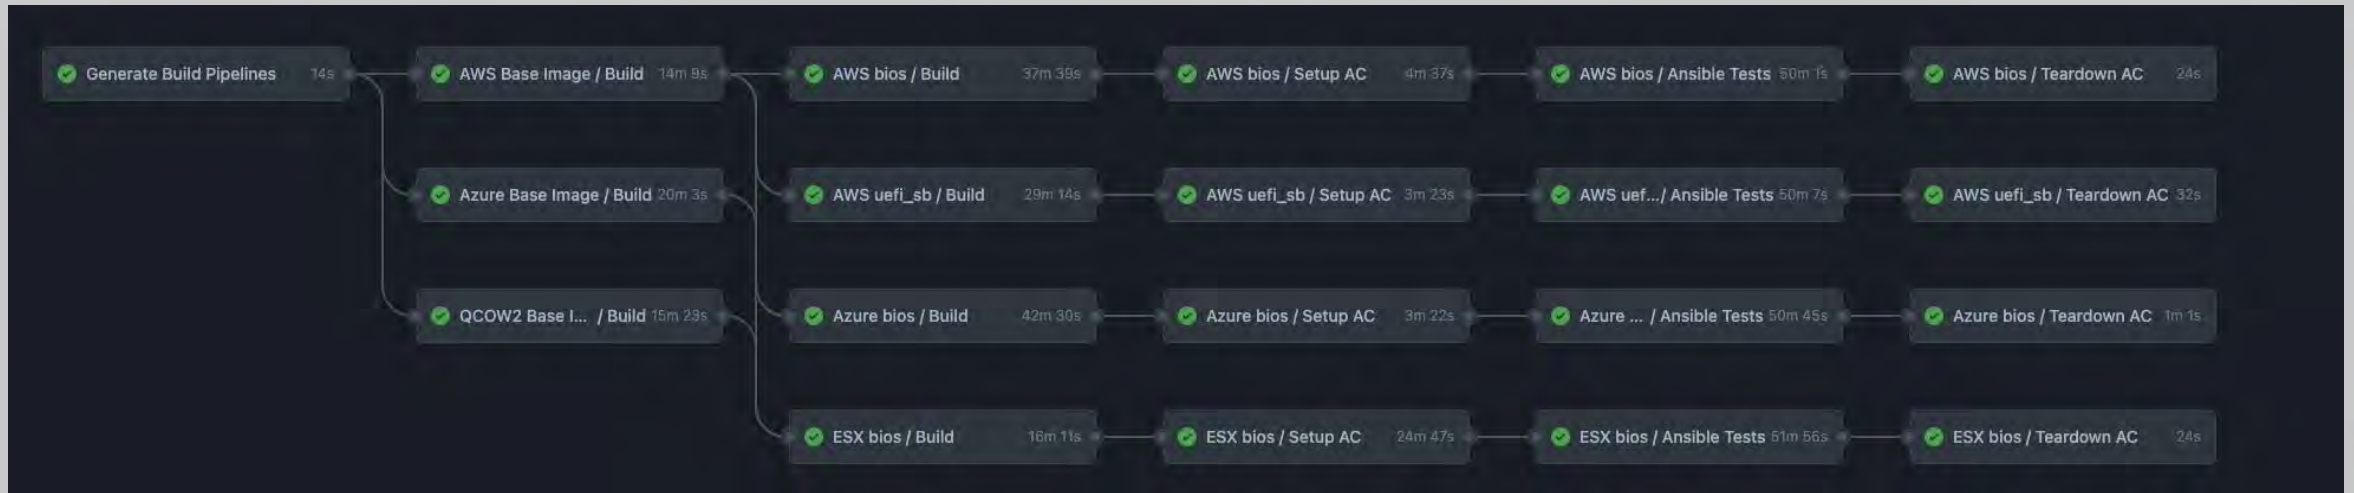 Generate Build Pipelines 14s
AWS Base Image / Build 14m 9s
AWS bios / Build 37m 39s
AWS bios / Setup AC 4m 37s
AWS bios / Ansible Tests 50m 1s
AWS bios / Teardown AC 24s
Azure Base Image / Build 20m 3s
AWS uefi_sb / Build 29m 14s
AWS uefi_sb / Setup AC 3m 23s
AWS uef.../ Ansible Tests 50m 7s
AWS uefi_sb / Teardown AC 32s
QCOW2 Base I... / Build 15m 23s
Azure bios / Build 42m 30s
Azure bios / Setup AC 3m 22s
Azure ... / Ansible Tests 50m 45s
Azure bios / Teardown AC 1m 1s
ESX bios / Build 16m 11s
ESX bios / Setup AC 24m 47s
ESX bios / Ansible Tests 51m 56s
ESX bios / Teardown AC 24s